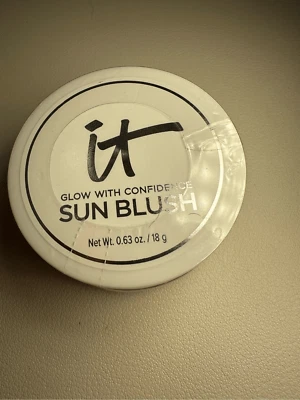 it
GLOW WITH CONFIDENCE
SUN BLUSH
Net Wt. 0.63 oz. / 18 g